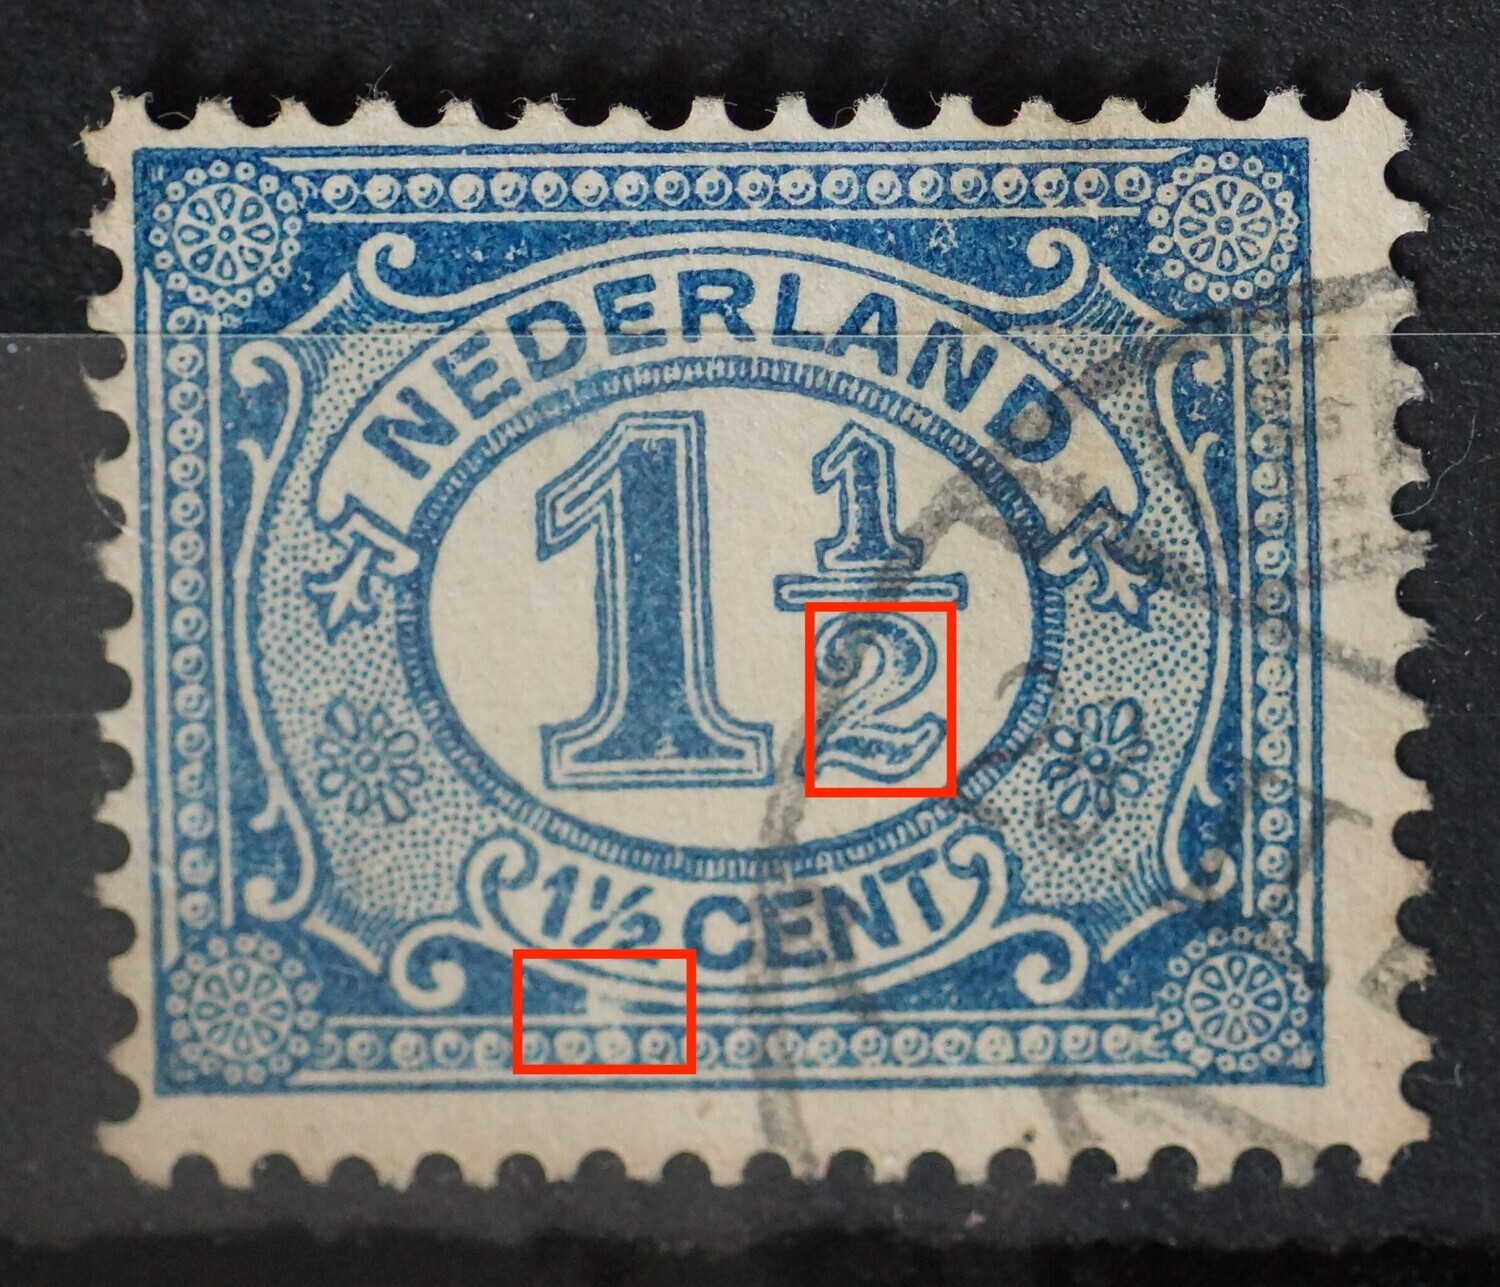 NEDERLAND
1 1/2
1½ CENT